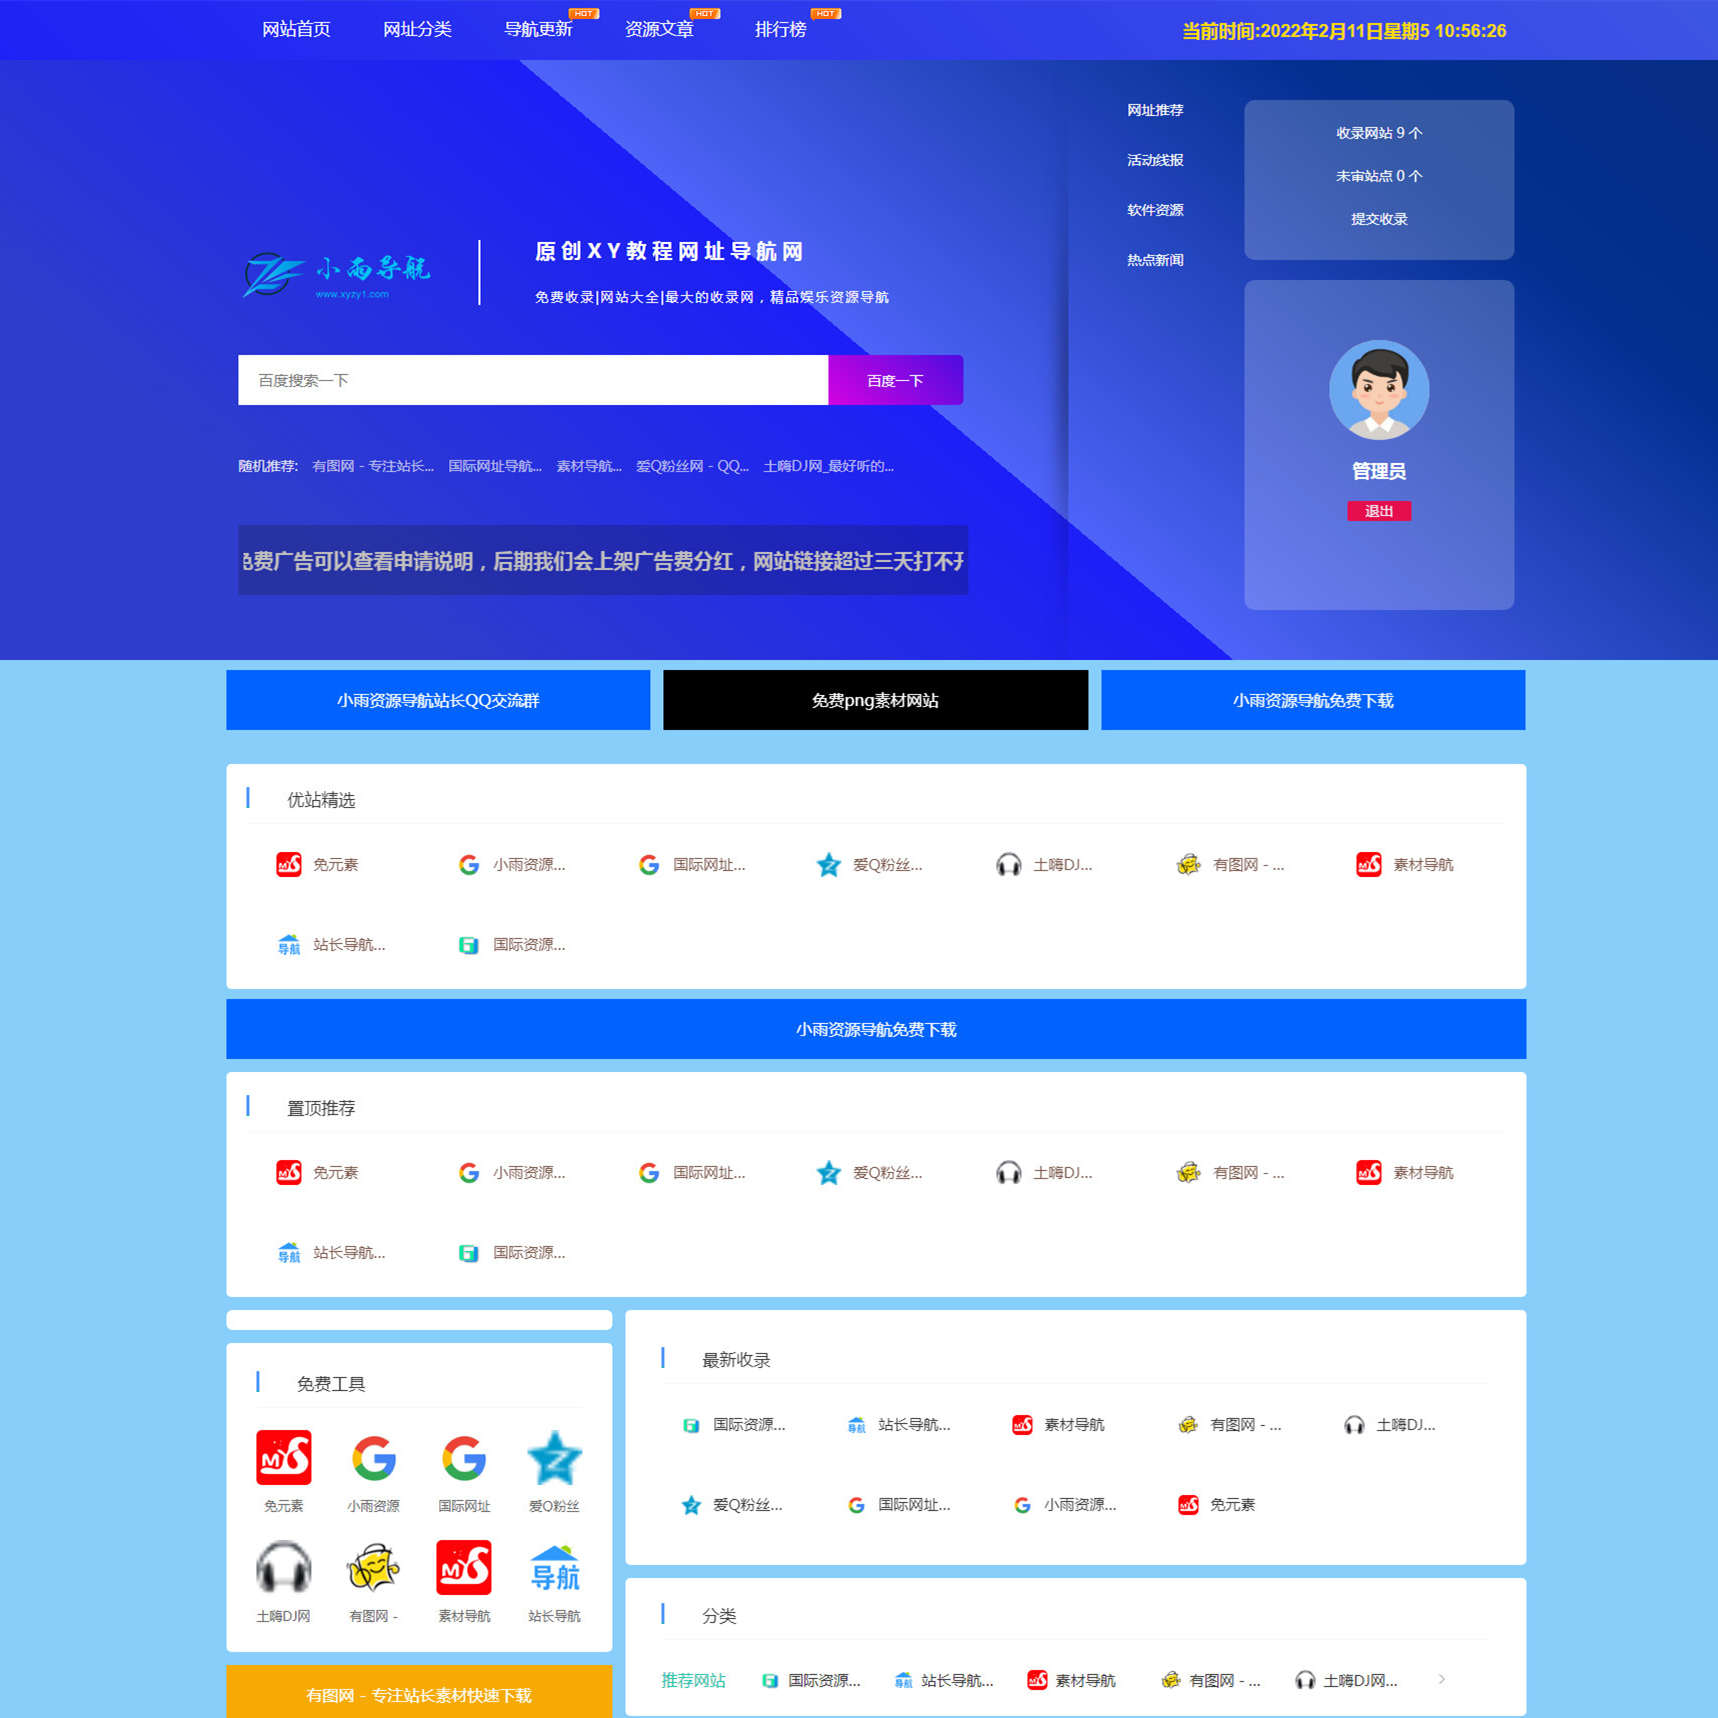 网站首页 网址分类 导航更新 HOT 资源文章 HOT 排行榜 HOT 当前时间:2022年2月11日星期5 10:56:26
网址推荐
活动线报
软件资源
热点新闻
收录网站 9 个
未审站点 0 个
提交收录
小雨导航
www.xyzy1.com
原创XY教程网址导航网
免费收录|网站大全|最大的收录网，精品娱乐资源导航
百度搜索一下 百度一下
管理员
退出
随机推荐: 有图网 - 专注站长... 国际网址导航... 素材导航... 爱Q粉丝网 - QQ... 土嗨DJ网_最好听的...
免费广告可以查看申请说明，后期我们会上架广告费分红，网站链接超过三天打不开
小雨资源导航站长QQ交流群 免费png素材网站 小雨资源导航免费下载
优站精选
免元素 小雨资源... 国际网址... 爱Q粉丝... 土嗨DJ... 有图网 - ... 素材导航
站长导航... 国际资源...
小雨资源导航免费下载
置顶推荐
免元素 小雨资源... 国际网址... 爱Q粉丝... 土嗨DJ... 有图网 - ... 素材导航
站长导航... 国际资源...
免费工具
免元素 小雨资源 国际网址 爱Q粉丝
土嗨DJ网 有图网 - 素材导航 站长导航
有图网 - 专注站长素材快速下载
最新收录
国际资源... 站长导航... 素材导航 有图网 - ... 土嗨DJ...
爱Q粉丝... 国际网址... 小雨资源... 免元素
分类
推荐网站 国际资源... 站长导航... 素材导航 有图网 - ... 土嗨DJ网... >